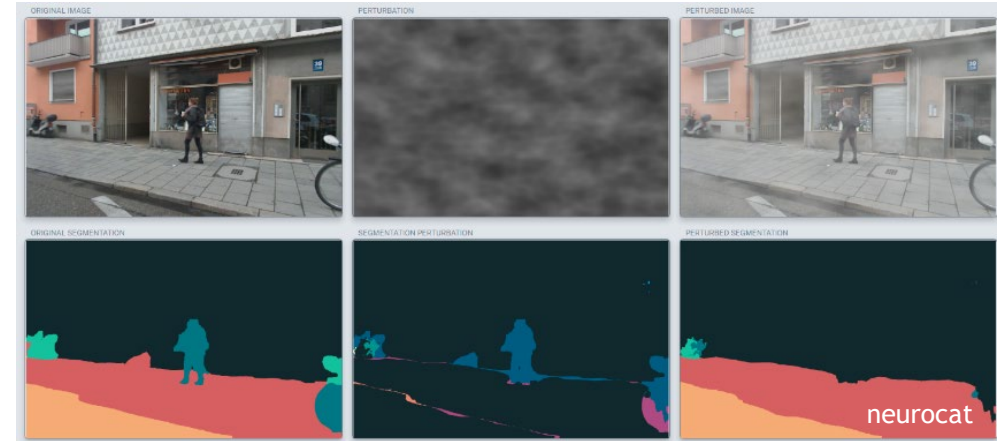 ORIGINAL IMAGE
PERTURBATION
PERTURBED IMAGE
ORIGINAL SEGMENTATION
SEGMENTATION PERTURBATION
PERTURBED SEGMENTATION
neurocat